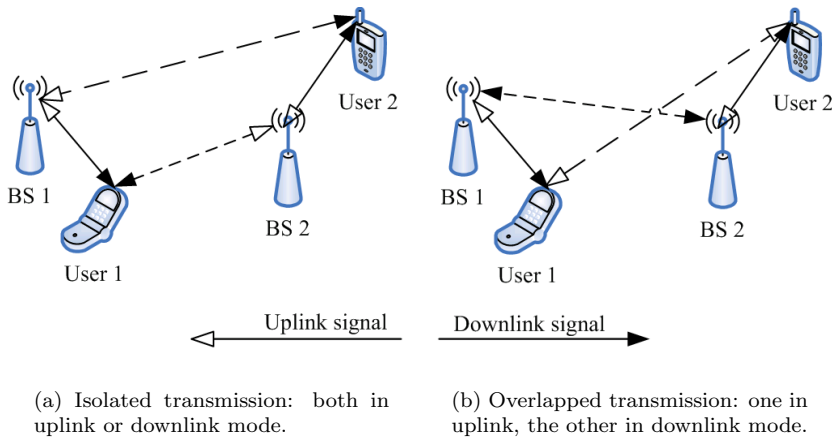 User 2
BS 1
BS 2
User 1
User 2
BS 1
BS 2
User 1
Uplink signal
Downlink signal
(a) Isolated transmission: both in
uplink or downlink mode.
(b) Overlapped transmission: one in
uplink, the other in downlink mode.